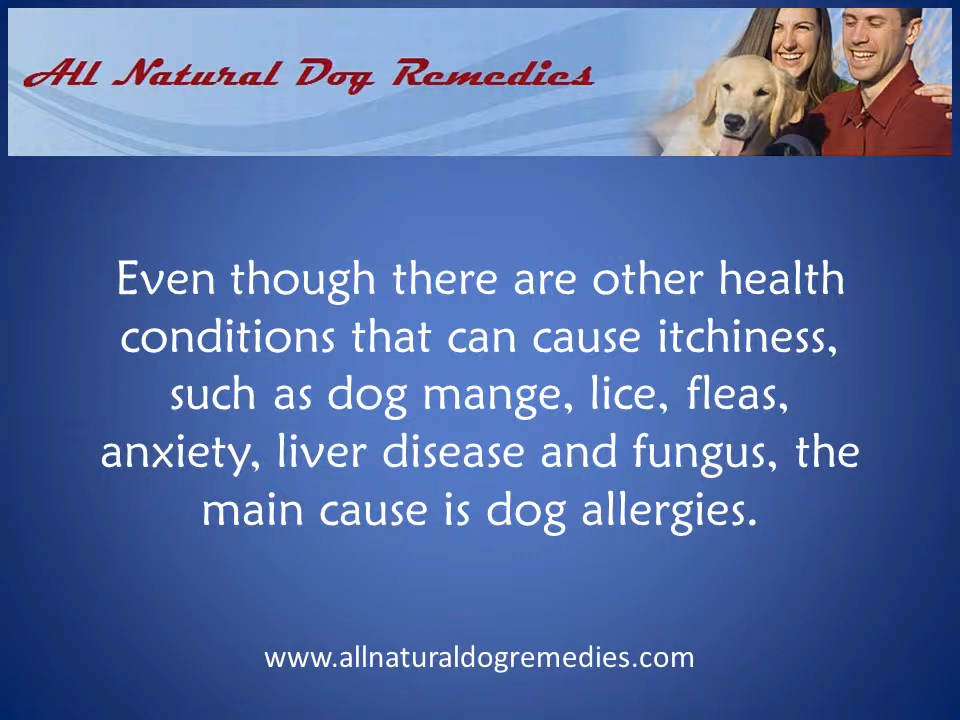 All Natural Dog Remedies
Even though there are other health
conditions that can cause itchiness,
such as dog mange, lice, fleas,
anxiety, liver disease and fungus, the
main cause is dog allergies.
www.allnaturaldogremedies.com